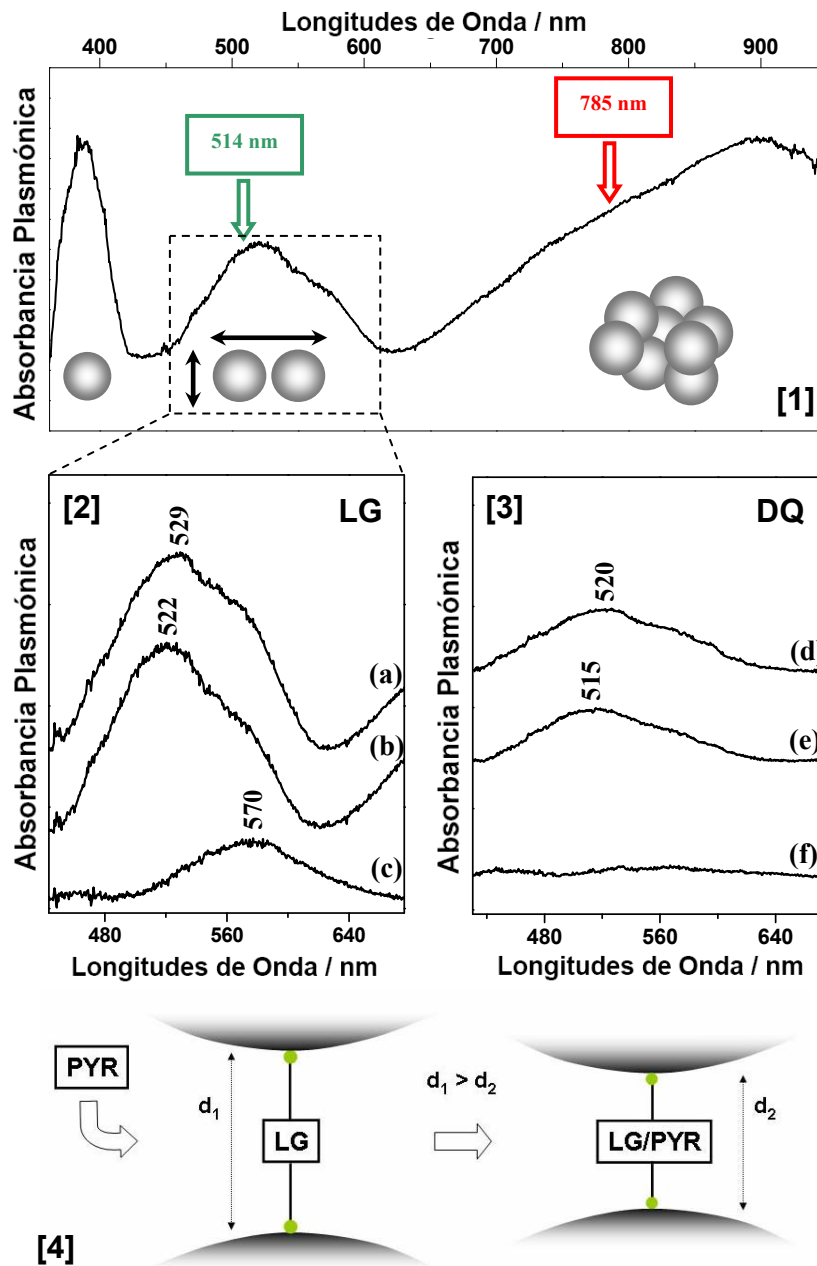 Longitudes de Onda / nm
400 500 600 700 800 900
Absorbancia Plasmónica
514 nm
785 nm
[1]
[2] LG
Absorbancia Plasmónica
529
522
570
(a)
(b)
(c)
480 560 640
Longitudes de Onda / nm
[3] DQ
Absorbancia Plasmónica
520
515
(d)
(e)
(f)
480 560 640
Longitudes de Onda / nm
PYR
d1
LG
d1 > d2
LG/PYR
d2
[4]